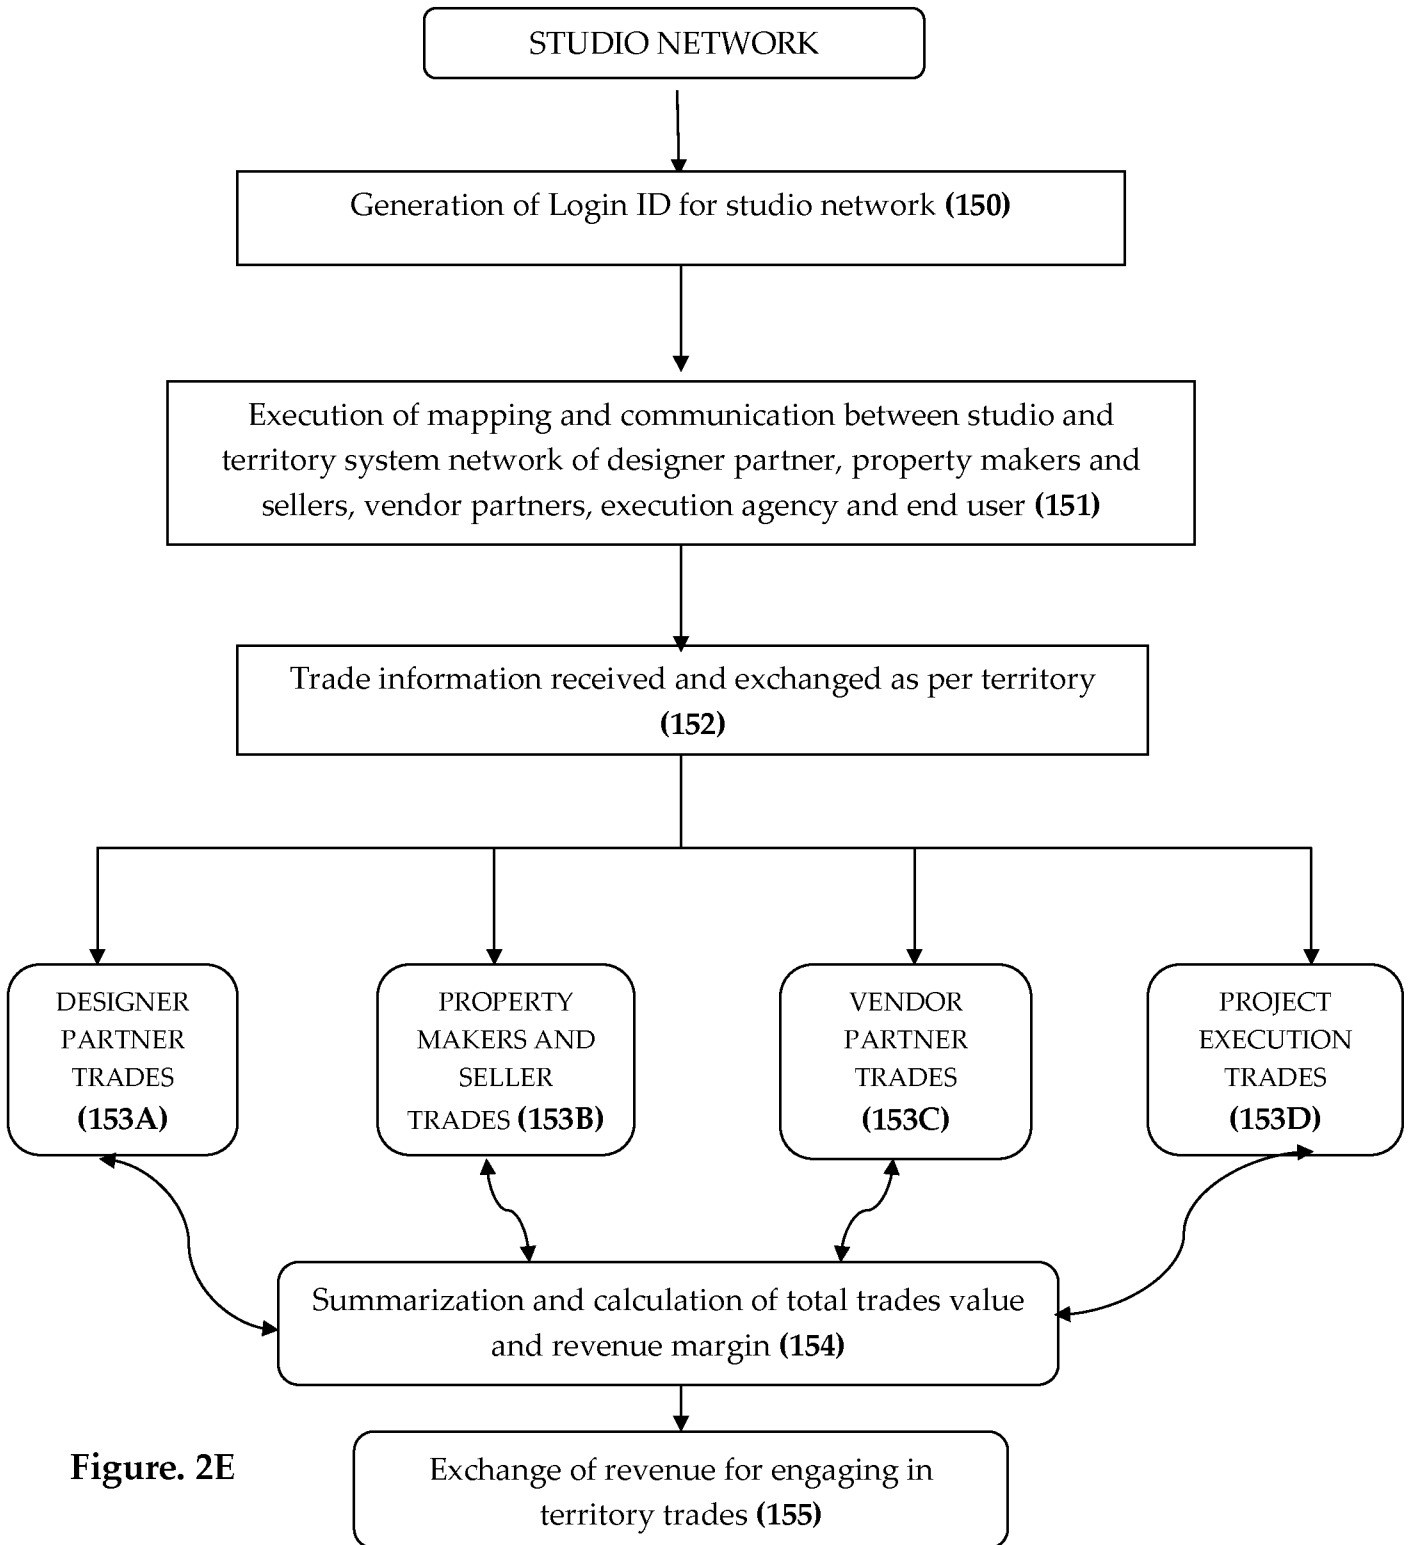 STUDIO NETWORK
Generation of Login ID for studio network (150)
Execution of mapping and communication between studio and
territory system network of designer partner, property makers and
sellers, vendor partners, execution agency and end user (151)
Trade information received and exchanged as per territory
(152)
DESIGNER
PARTNER
TRADES
(153A)
PROPERTY
MAKERS AND
SELLER
TRADES (153B)
VENDOR
PARTNER
TRADES
(153C)
PROJECT
EXECUTION
TRADES
(153D)
Summarization and calculation of total trades value
and revenue margin (154)
Exchange of revenue for engaging in
territory trades (155)
Figure. 2E